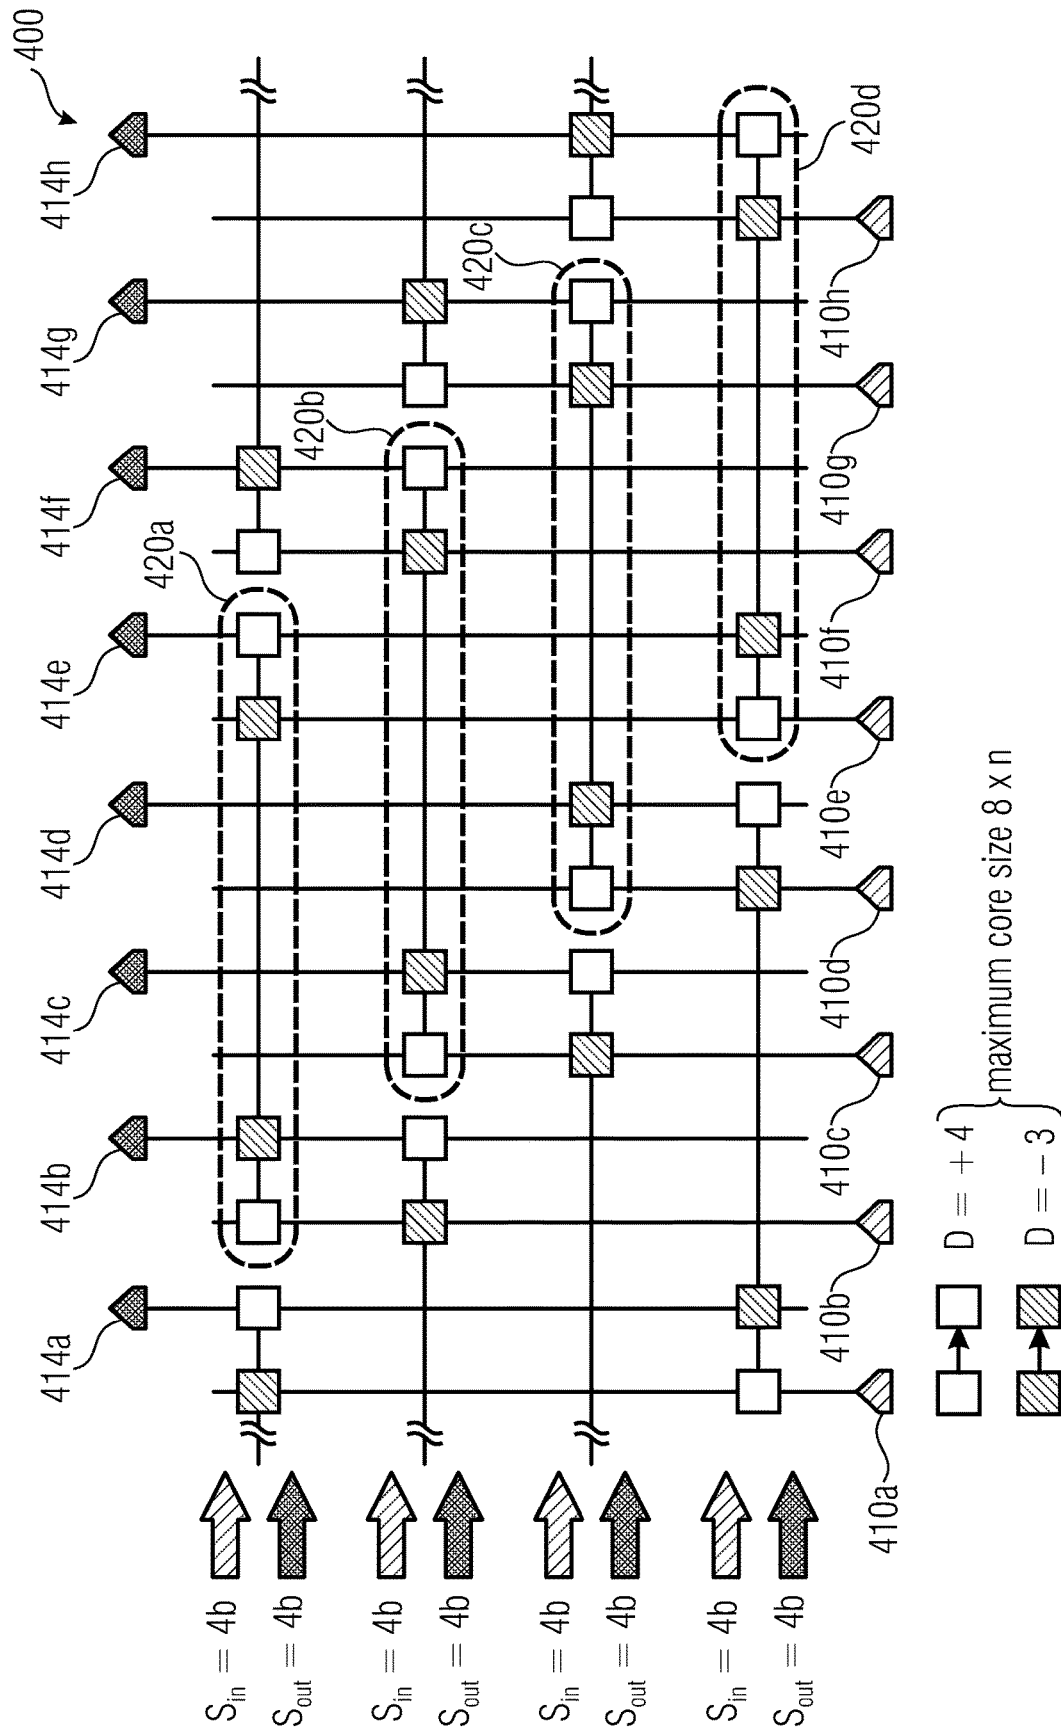 400
414a
414b
414c
414d
414e
414f
414g
414h
420a
420b
420c
420d
S_in = 4b
S_out = 4b
S_in = 4b
S_out = 4b
S_in = 4b
S_out = 4b
S_in = 4b
S_out = 4b
410a
410b
410c
410d
410e
410f
410g
410h
D = +4
D = −3
maximum core size 8 x n